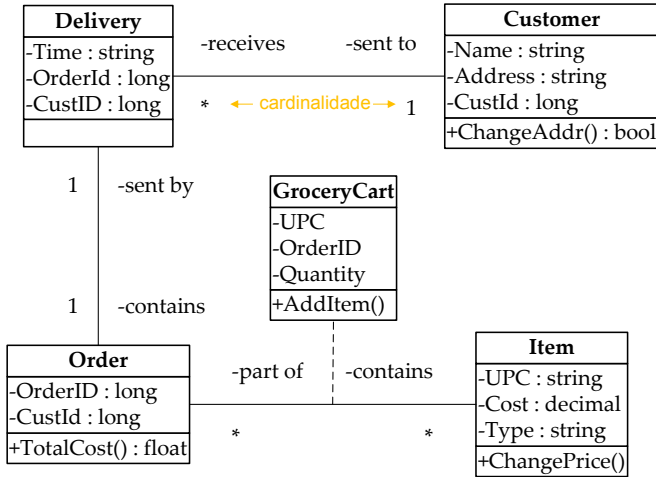 Delivery
-Time : string
-OrderId : long
-CustID : long
-receives
-sent to
*
cardinalidade
1
Customer
-Name : string
-Address : string
-CustId : long
+ChangeAddr() : bool
1
-sent by
1
-contains
GroceryCart
-UPC
-OrderID
-Quantity
+AddItem()
Order
-OrderID : long
-CustId : long
+TotalCost() : float
-part of
-contains
*
*
Item
-UPC : string
-Cost : decimal
-Type : string
+ChangePrice()